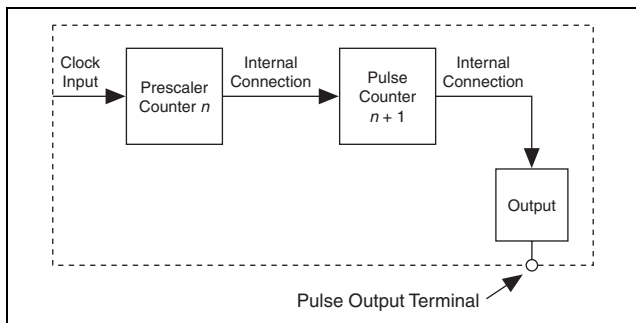 Clock
Input
Prescaler
Counter n
Internal
Connection
Pulse
Counter
n + 1
Internal
Connection
Output
Pulse Output Terminal